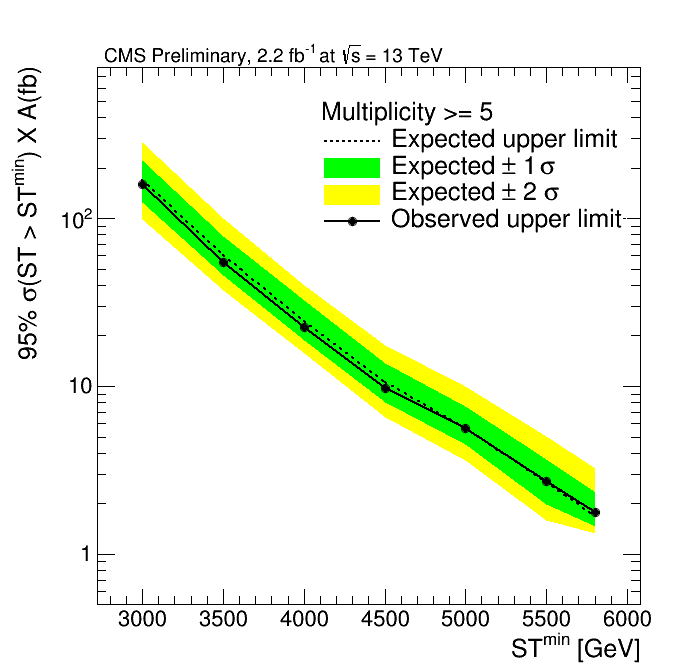 CMS Preliminary, 2.2 fb⁻¹ at √s = 13 TeV
95% σ(ST > STᵐⁱⁿ) X A(fb)
Multiplicity >= 5
Expected upper limit
Expected ± 1 σ
Expected ± 2 σ
Observed upper limit
10²
10
1
3000 3500 4000 4500 5000 5500 6000
STᵐⁱⁿ [GeV]